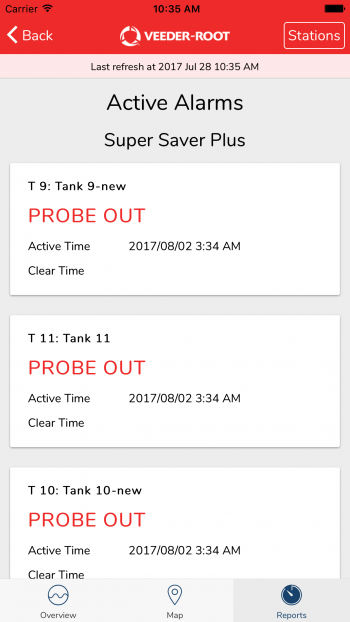 Carrier 10:35 AM
Back VEEDER-ROOT Stations
Last refresh at 2017 Jul 28 10:35 AM
Active Alarms
Super Saver Plus
T 9: Tank 9-new
PROBE OUT
Active Time 2017/08/02 3:34 AM
Clear Time
T 11: Tank 11
PROBE OUT
Active Time 2017/08/02 3:34 AM
Clear Time
T 10: Tank 10-new
PROBE OUT
Active Time 2017/08/02 3:34 AM
Clear Time
Overview Map Reports